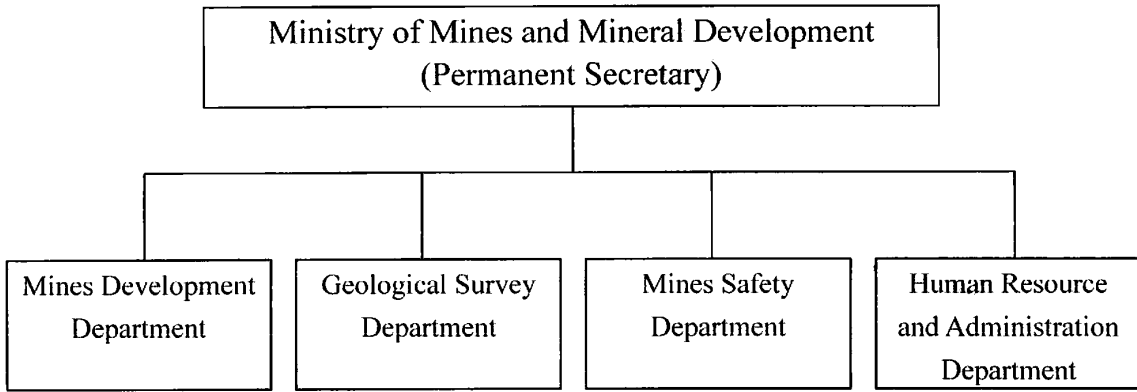 Ministry of Mines and Mineral Development
(Permanent Secretary)
Mines Development
Department
Geological Survey
Department
Mines Safety
Department
Human Resource
and Administration
Department